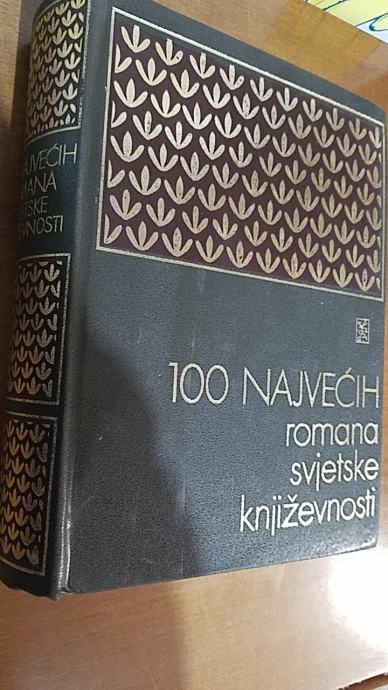 100 NAJVEĆIH
romana
svjetske
književnosti